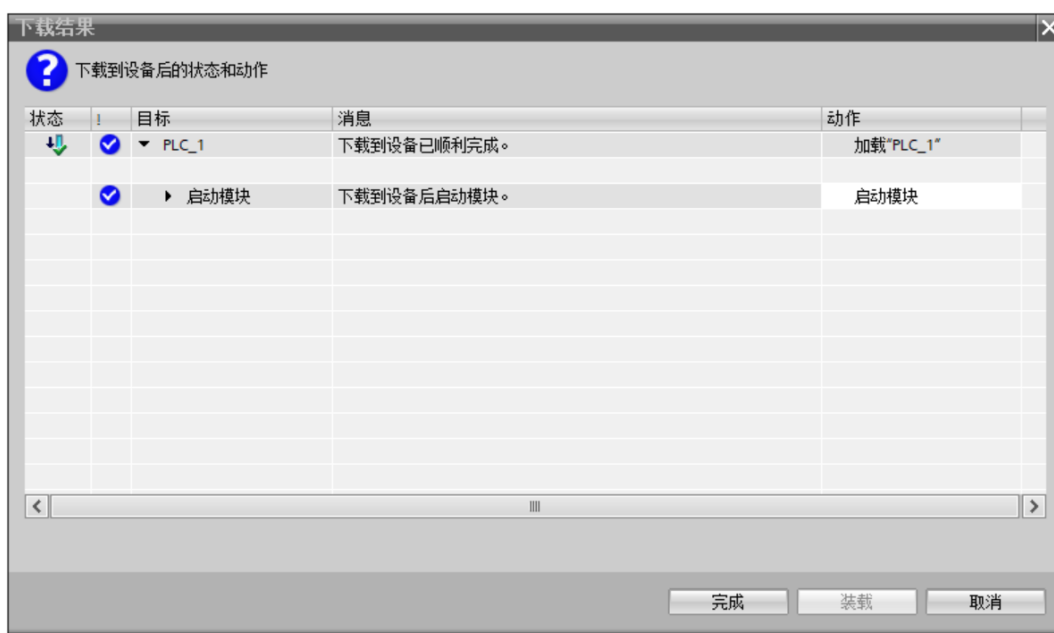 下载结果
下载到设备后的状态和动作
状态 ! 目标 消息 动作
PLC_1 下载到设备已顺利完成。 加载"PLC_1"
启动模块 下载到设备后启动模块。 启动模块
完成 装载 取消